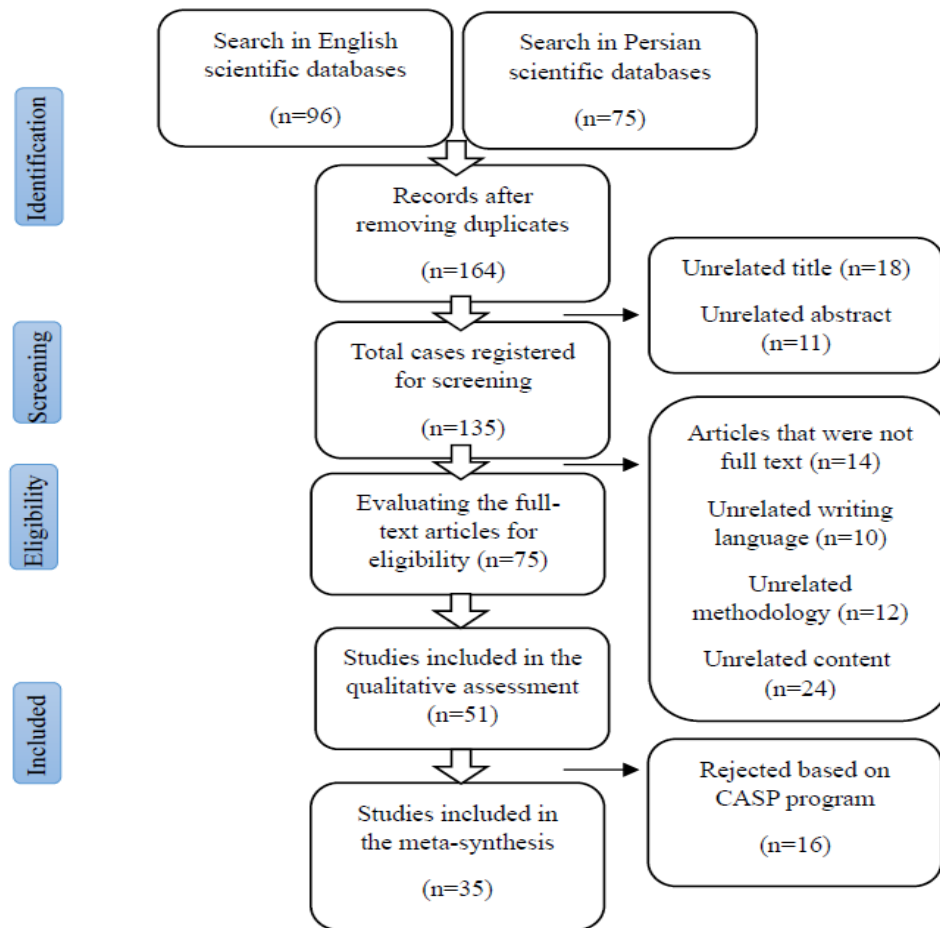 Identification
Search in English
scientific databases
(n=96)
Search in Persian
scientific databases
(n=75)
Records after
removing duplicates
(n=164)
Unrelated title (n=18)
Unrelated abstract
(n=11)
Screening
Total cases registered
for screening
(n=135)
Articles that were not
full text (n=14)
Unrelated writing
language (n=10)
Unrelated
methodology (n=12)
Unrelated content
(n=24)
Eligibility
Evaluating the full-
text articles for
eligibility (n=75)
Studies included in the
qualitative assessment
(n=51)
Included
Rejected based on
CASP program
(n=16)
Studies included in
the meta-synthesis
(n=35)